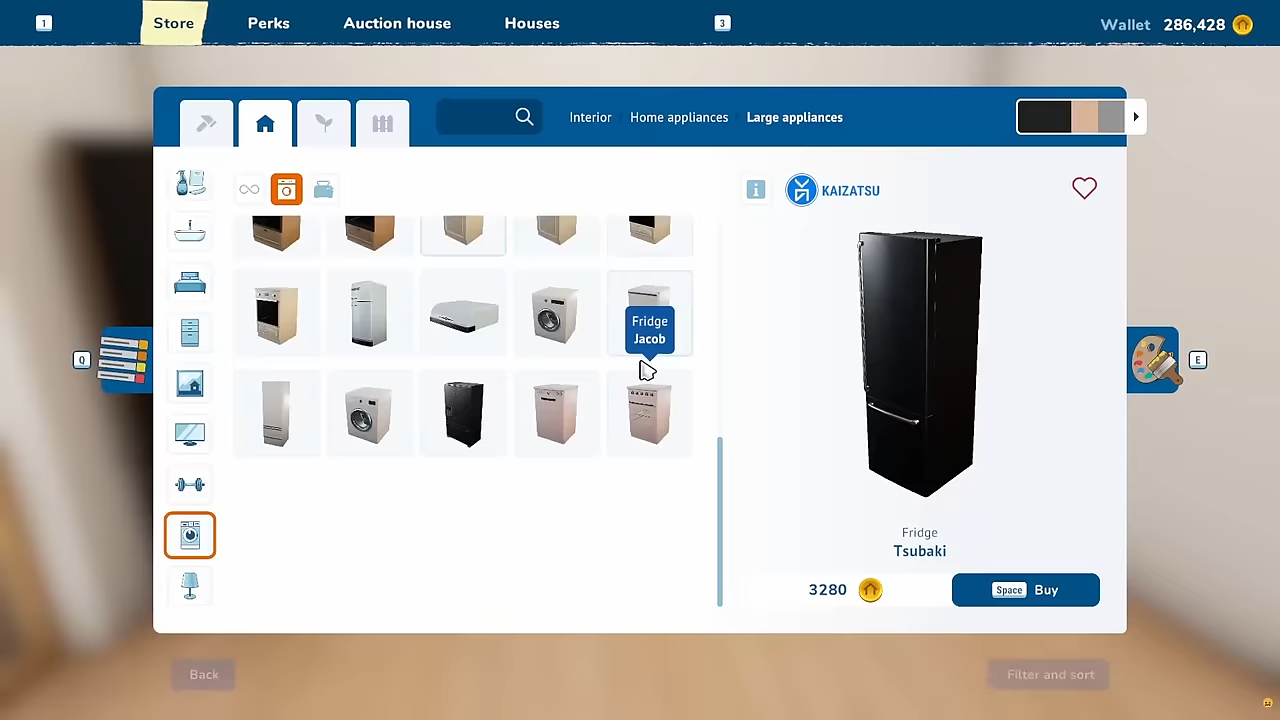 1
Store
Perks
Auction house
Houses
3
Wallet 286,428
Interior
Home appliances
Large appliances
i
KAIZATSU
Fridge
Jacob
Q
E
Fridge
Tsubaki
3280
Space Buy
Back
Filter and sort